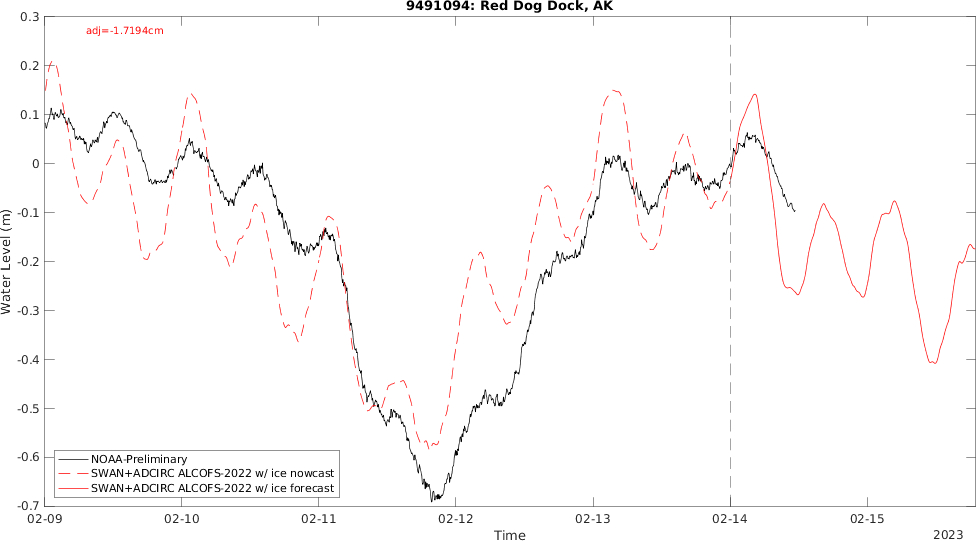 9491094: Red Dog Dock, AK
adj=-1.7194cm
0.3
0.2
0.1
0
-0.1
-0.2
-0.3
-0.4
-0.5
-0.6
-0.7
Water Level (m)
NOAA-Preliminary
SWAN+ADCIRC ALCOFS-2022 w/ ice nowcast
SWAN+ADCIRC ALCOFS-2022 w/ ice forecast
02-09 02-10 02-11 02-12 02-13 02-14 02-15
Time
2023